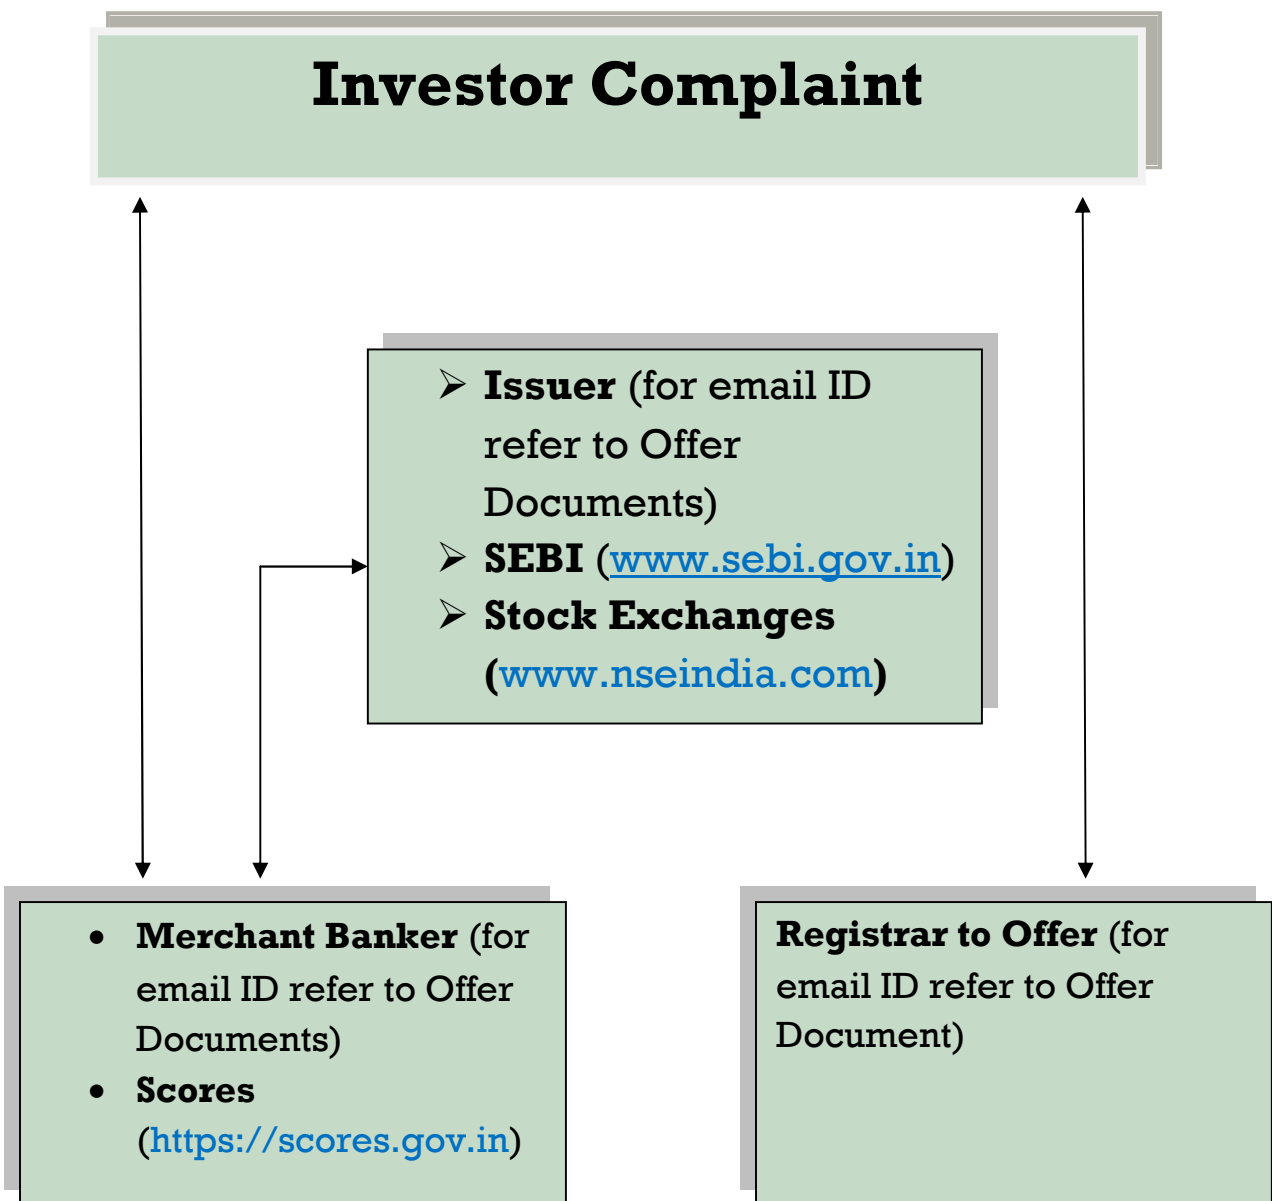 Investor Complaint
➢ Issuer (for email ID
refer to Offer
Documents)
➢ SEBI (www.sebi.gov.in)
➢ Stock Exchanges
(www.nseindia.com)
• Merchant Banker (for
email ID refer to Offer
Documents)
• Scores
(https://scores.gov.in)
Registrar to Offer (for
email ID refer to Offer
Document)